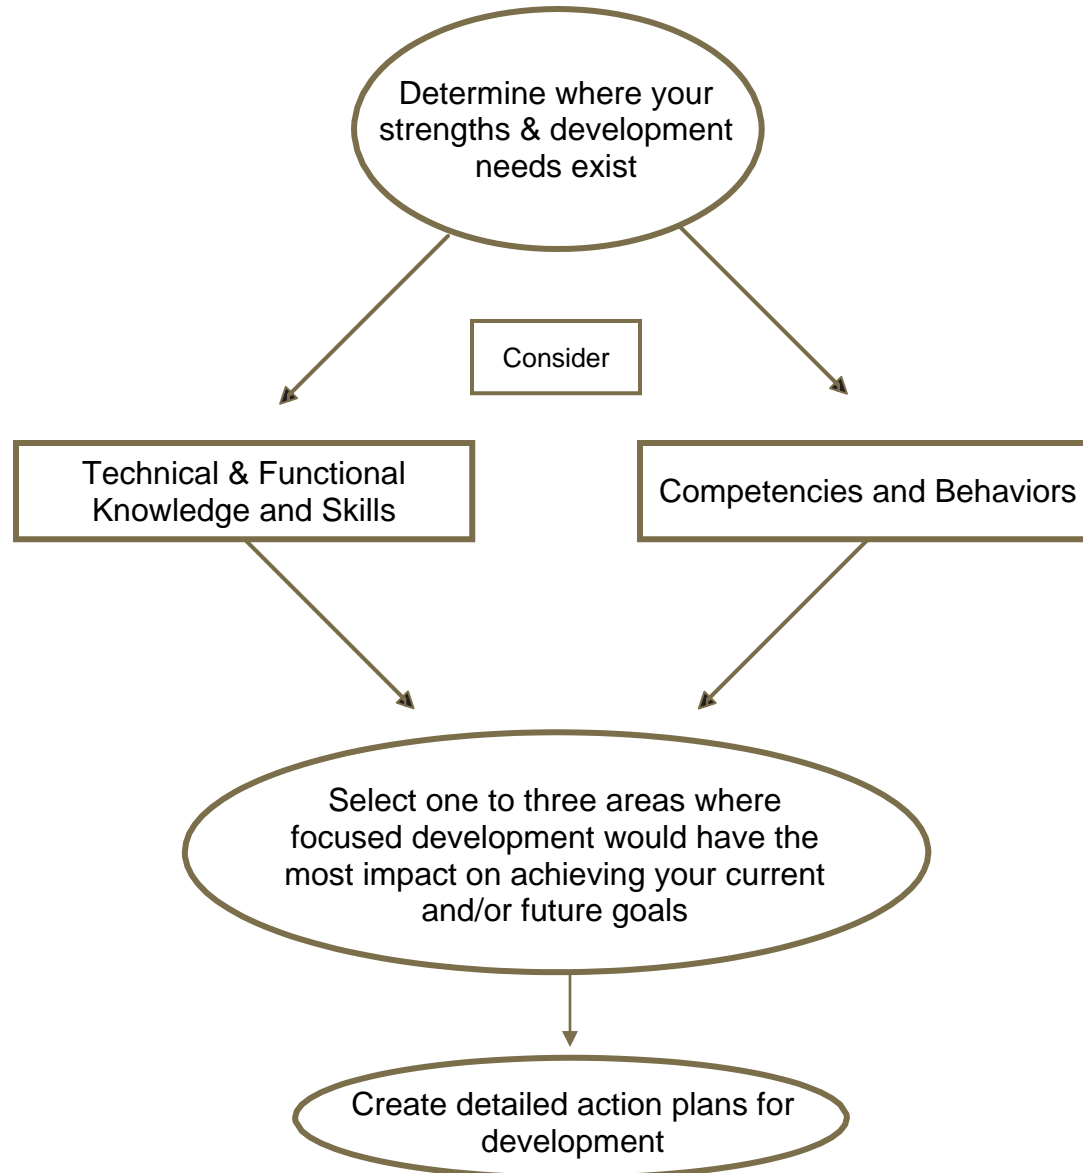 Determine where your
strengths & development
needs exist
Consider
Technical & Functional
Knowledge and Skills
Competencies and Behaviors
Select one to three areas where
focused development would have the
most impact on achieving your current
and/or future goals
Create detailed action plans for
development